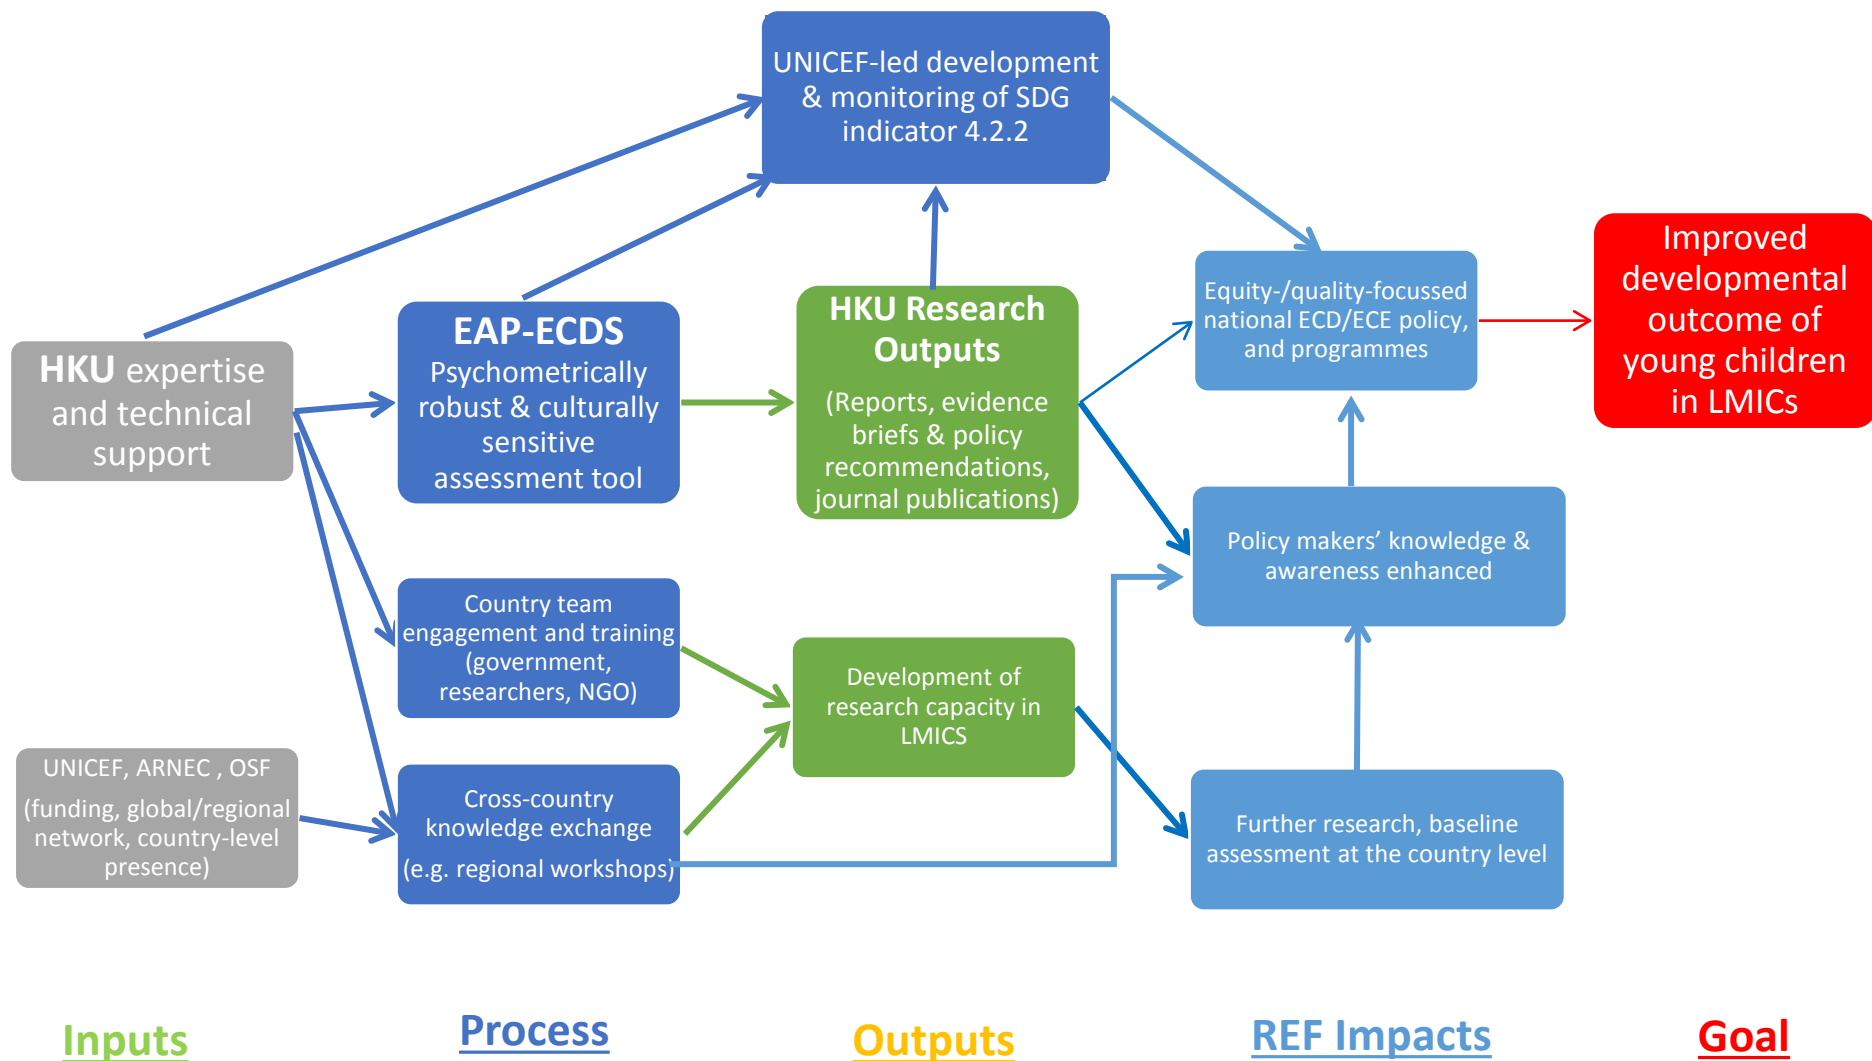 UNICEF-led development
& monitoring of SDG
indicator 4.2.2
HKU expertise
and technical
support
UNICEF, ARNEC , OSF
(funding, global/regional
network, country-level
presence)
EAP-ECDS
Psychometrically
robust & culturally
sensitive
assessment tool
Country team
engagement and training
(government,
researchers, NGO)
Cross-country
knowledge exchange
(e.g. regional workshops)
HKU Research
Outputs
(Reports, evidence
briefs & policy
recommendations,
journal publications)
Development of
research capacity in
LMICS
Equity-/quality-focussed
national ECD/ECE policy,
and programmes
Policy makers’ knowledge &
awareness enhanced
Further research, baseline
assessment at the country level
Improved
developmental
outcome of
young children
in LMICs
Inputs
Process
Outputs
REF Impacts
Goal